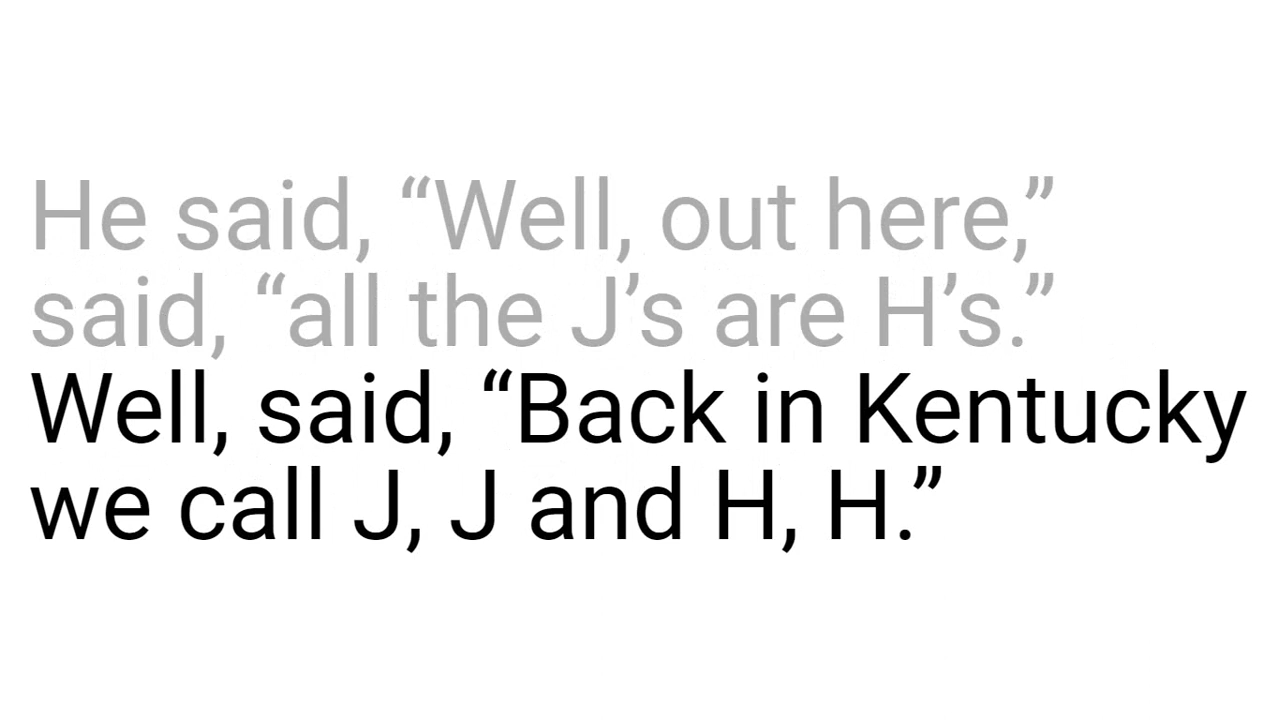 He said, “Well, out here,”
said, “all the J’s are H’s.”
Well, said, “Back in Kentucky
we call J, J and H, H.”